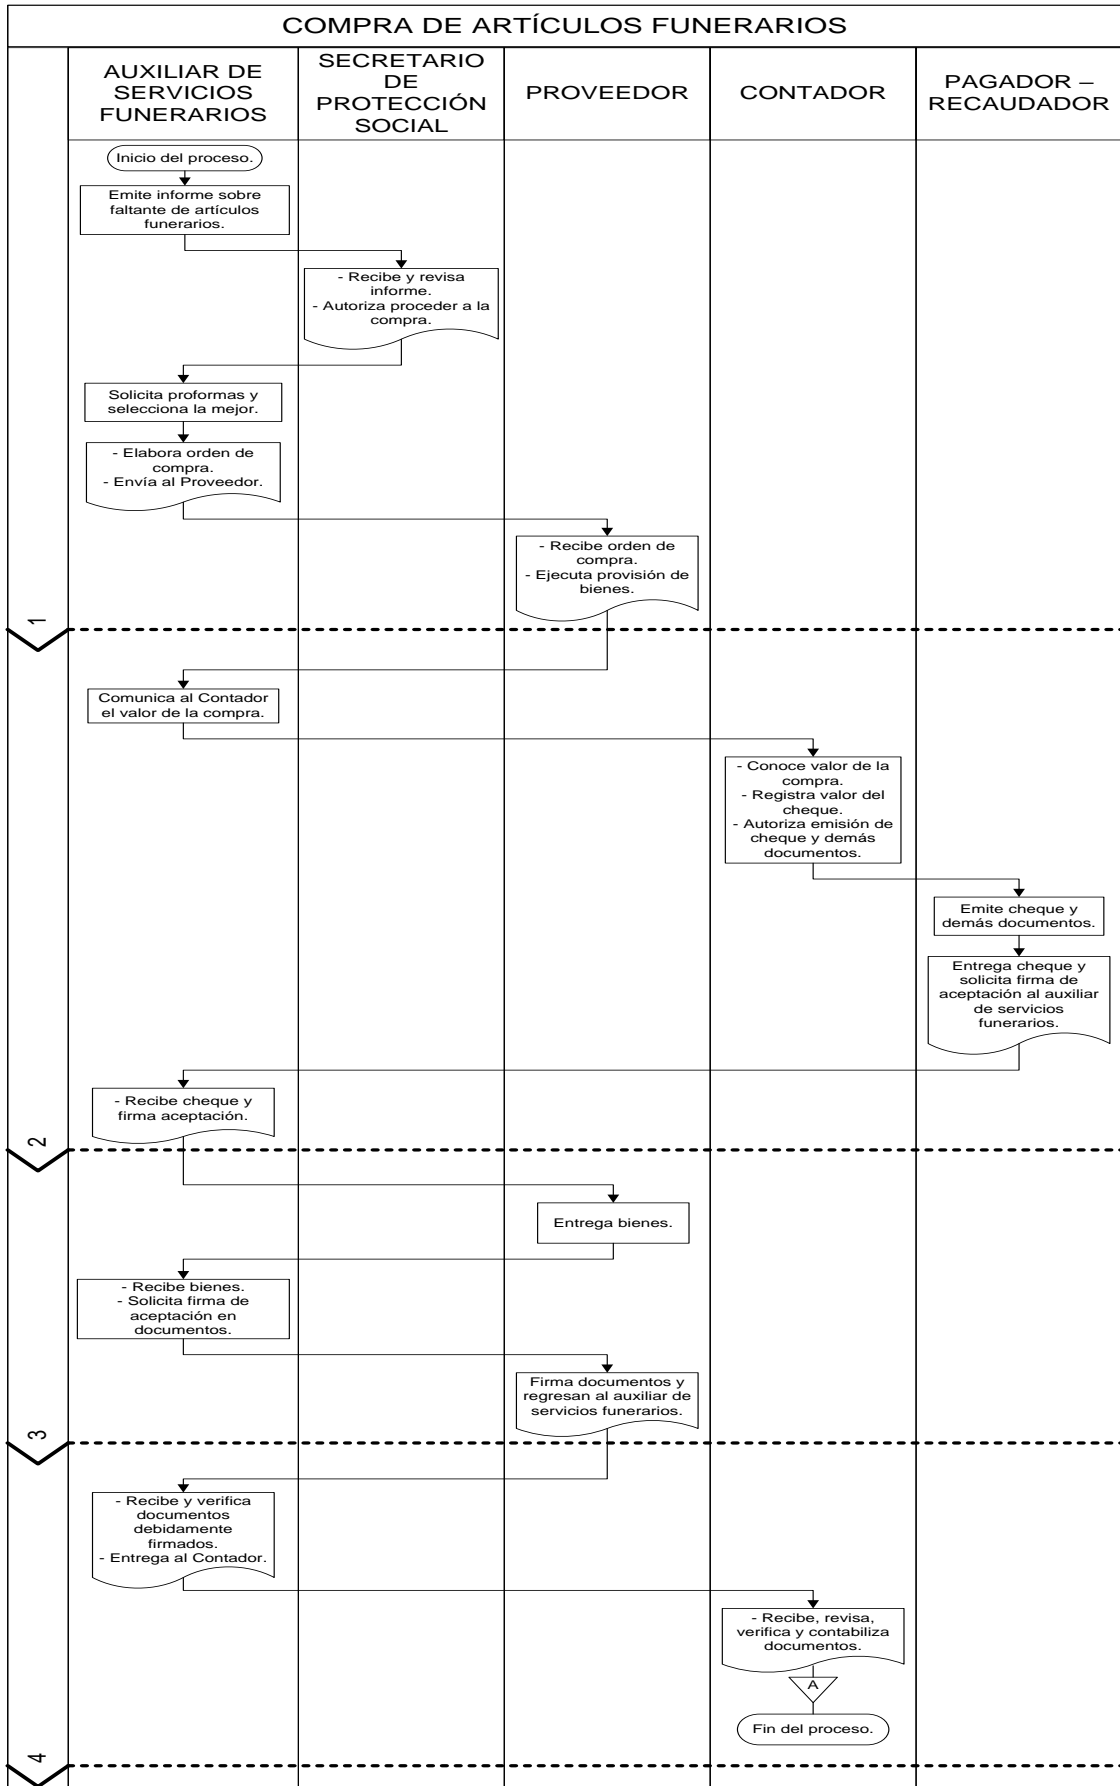 COMPRA DE ARTÍCULOS FUNERARIOS
AUXILIAR DE
SERVICIOS
FUNERARIOS
SECRETARIO
DE
PROTECCIÓN
SOCIAL
PROVEEDOR
CONTADOR
PAGADOR –
RECAUDADOR
Inicio del proceso.
Emite informe sobre
faltante de artículos
funerarios.
- Recibe y revisa
informe.
- Autoriza proceder a la
compra.
Solicita proformas y
selecciona la mejor.
- Elabora orden de
compra.
- Envía al Proveedor.
- Recibe orden de
compra.
- Ejecuta provisión de
bienes.
1
Comunica al Contador
el valor de la compra.
- Conoce valor de la
compra.
- Registra valor del
cheque.
- Autoriza emisión de
cheque y demás
documentos.
Emite cheque y
demás documentos.
Entrega cheque y
solicita firma de
aceptación al auxiliar
de servicios
funerarios.
- Recibe cheque y
firma aceptación.
2
Entrega bienes.
- Recibe bienes.
- Solicita firma de
aceptación en
documentos.
Firma documentos y
regresan al auxiliar de
servicios funerarios.
3
- Recibe y verifica
documentos
debidamente
firmados.
- Entrega al Contador.
- Recibe, revisa,
verifica y contabiliza
documentos.
A
Fin del proceso.
4